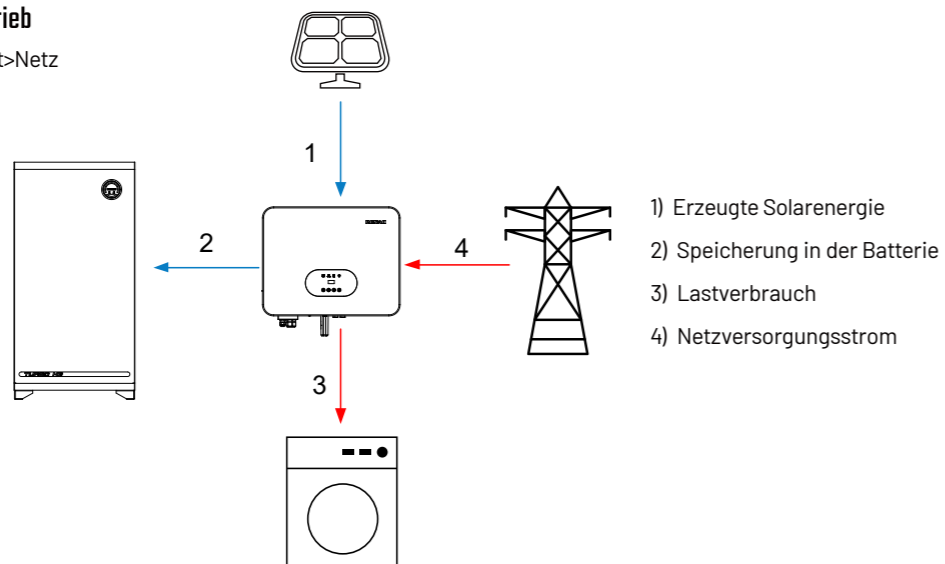 rieb
t>Netz
1
2
4
3
1) Erzeugte Solarenergie
2) Speicherung in der Batterie
3) Lastverbrauch
4) Netzversorgungsstrom